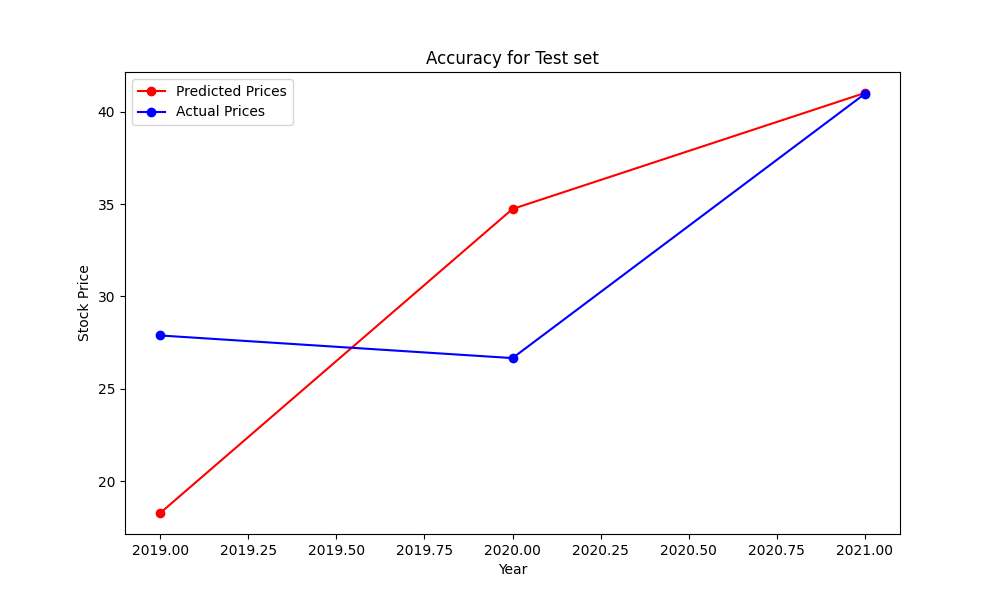 Accuracy for Test set
Predicted Prices
Actual Prices
40
35
30
25
20
Stock Price
2019.00 2019.25 2019.50 2019.75 2020.00 2020.25 2020.50 2020.75 2021.00
Year